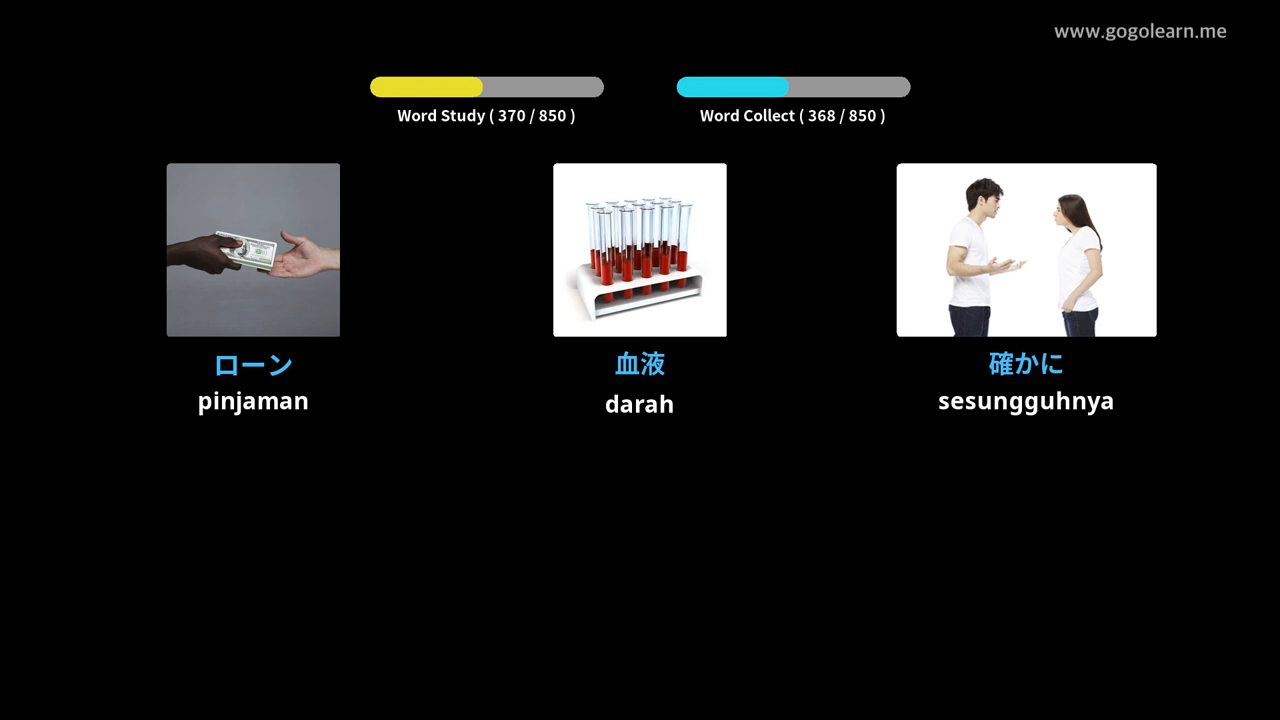 www.gogolearn.me
Word Study ( 370 / 850 )
Word Collect ( 368 / 850 )
ローン
pinjaman
血液
darah
確かに
sesungguhnya